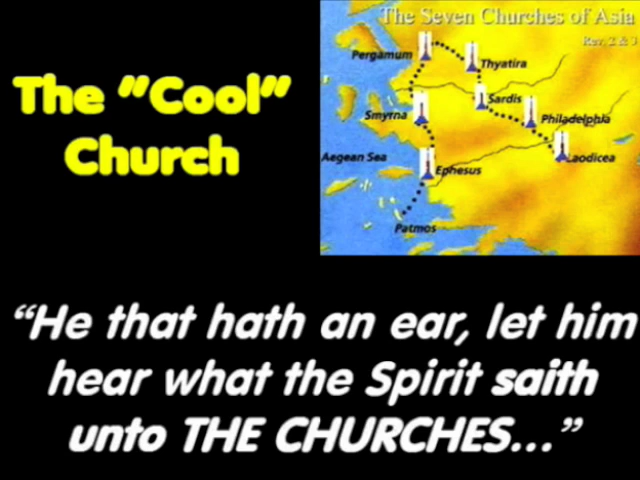 The "Cool"
Church
The Seven Churches of Asia
Rev. 2 & 3
Pergamum
Thyatira
Sardis
Smyrna
Philadelphia
Aegean Sea
Laodicea
Ephesus
Patmos
“He that hath an ear, let him
hear what the Spirit saith
unto THE CHURCHES...”